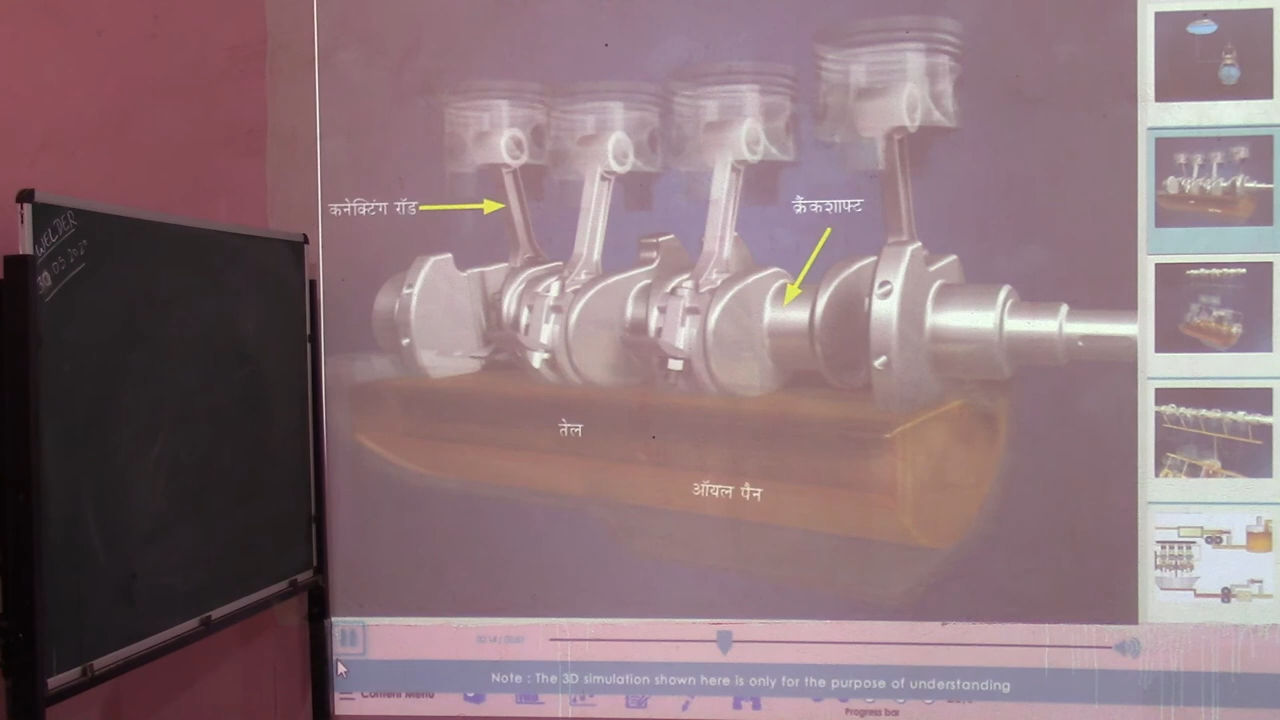 WELDER
कनेक्टिंग रॉड
क्रैंकशाफ्ट
तेल
ऑयल पैन
Note : The 3D simulation shown here is only for the purpose of understanding
Content Menu
Progress bar